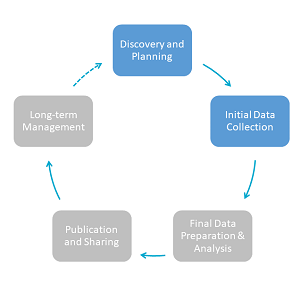 Discovery and
Planning
Initial Data
Collection
Final Data
Preparation &
Analysis
Publication
and Sharing
Long-term
Management